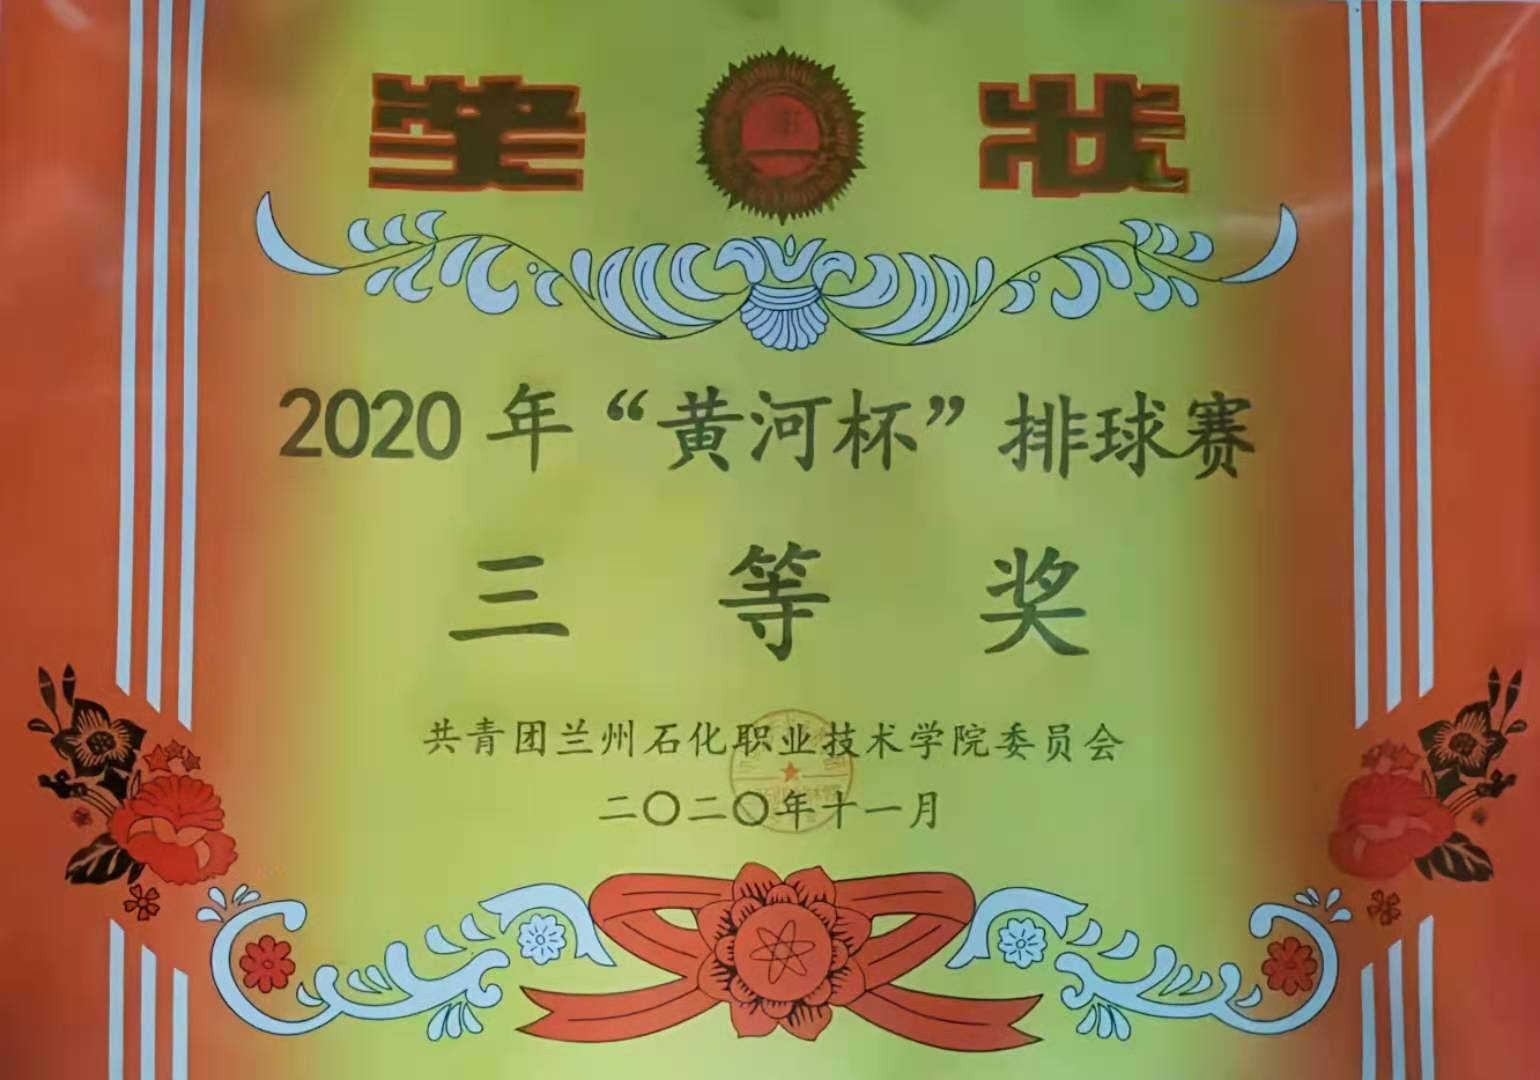 奖状
2020年“黄河杯”排球赛
三等奖
共青团兰州石化职业技术学院委员会
二〇二〇年十一月